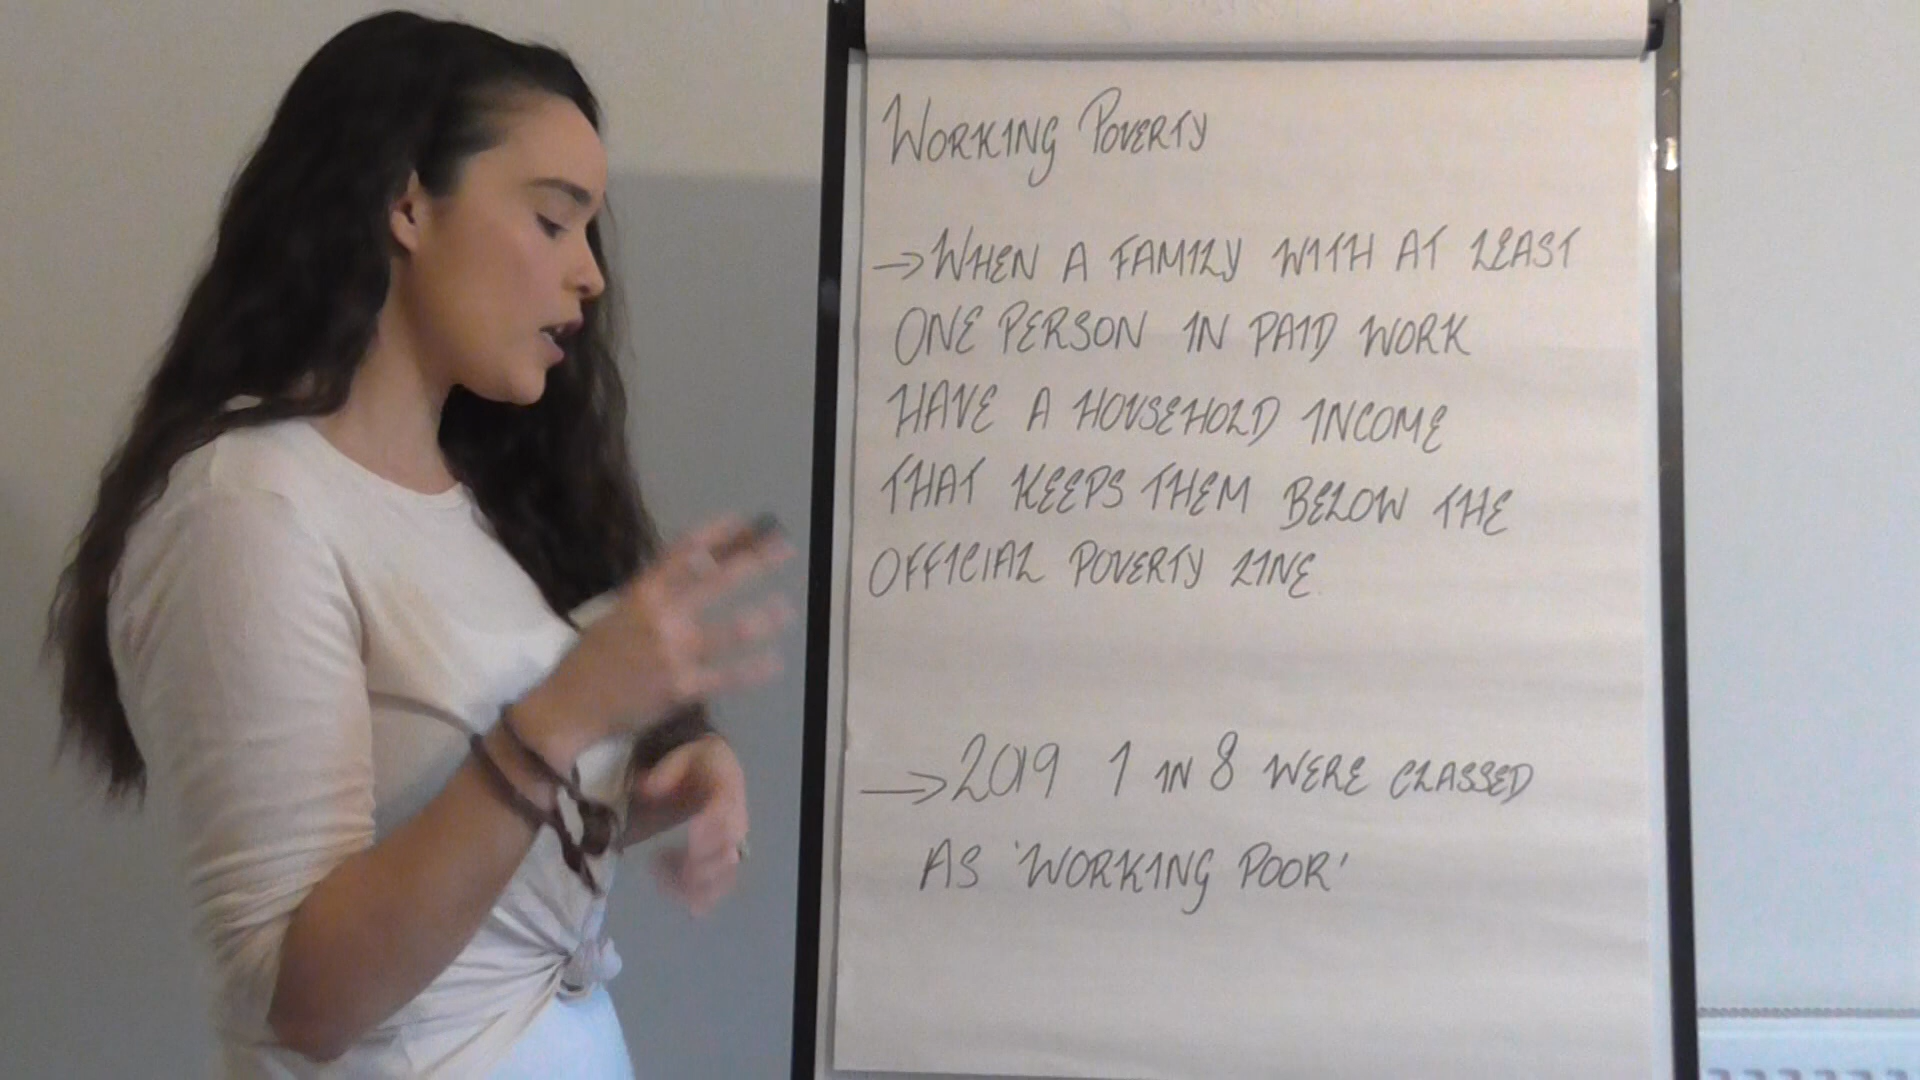 WORKING POVERTY
→ WHEN A FAMILY WITH AT LEAST
ONE PERSON IN PAID WORK
HAVE A HOUSEHOLD INCOME
THAT KEEPS THEM BELOW THE
OFFICIAL POVERTY LINE
→ 2019 1 IN 8 WERE CLASSED
AS 'WORKING POOR'